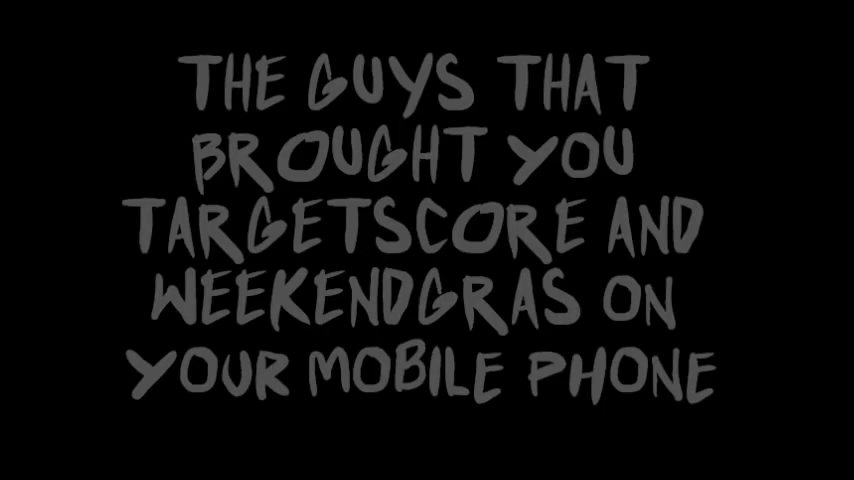 THE GUYS THAT
BROUGHT YOU
TARGETSCORE AND
WEEKENDGRAS ON
YOUR MOBILE PHONE